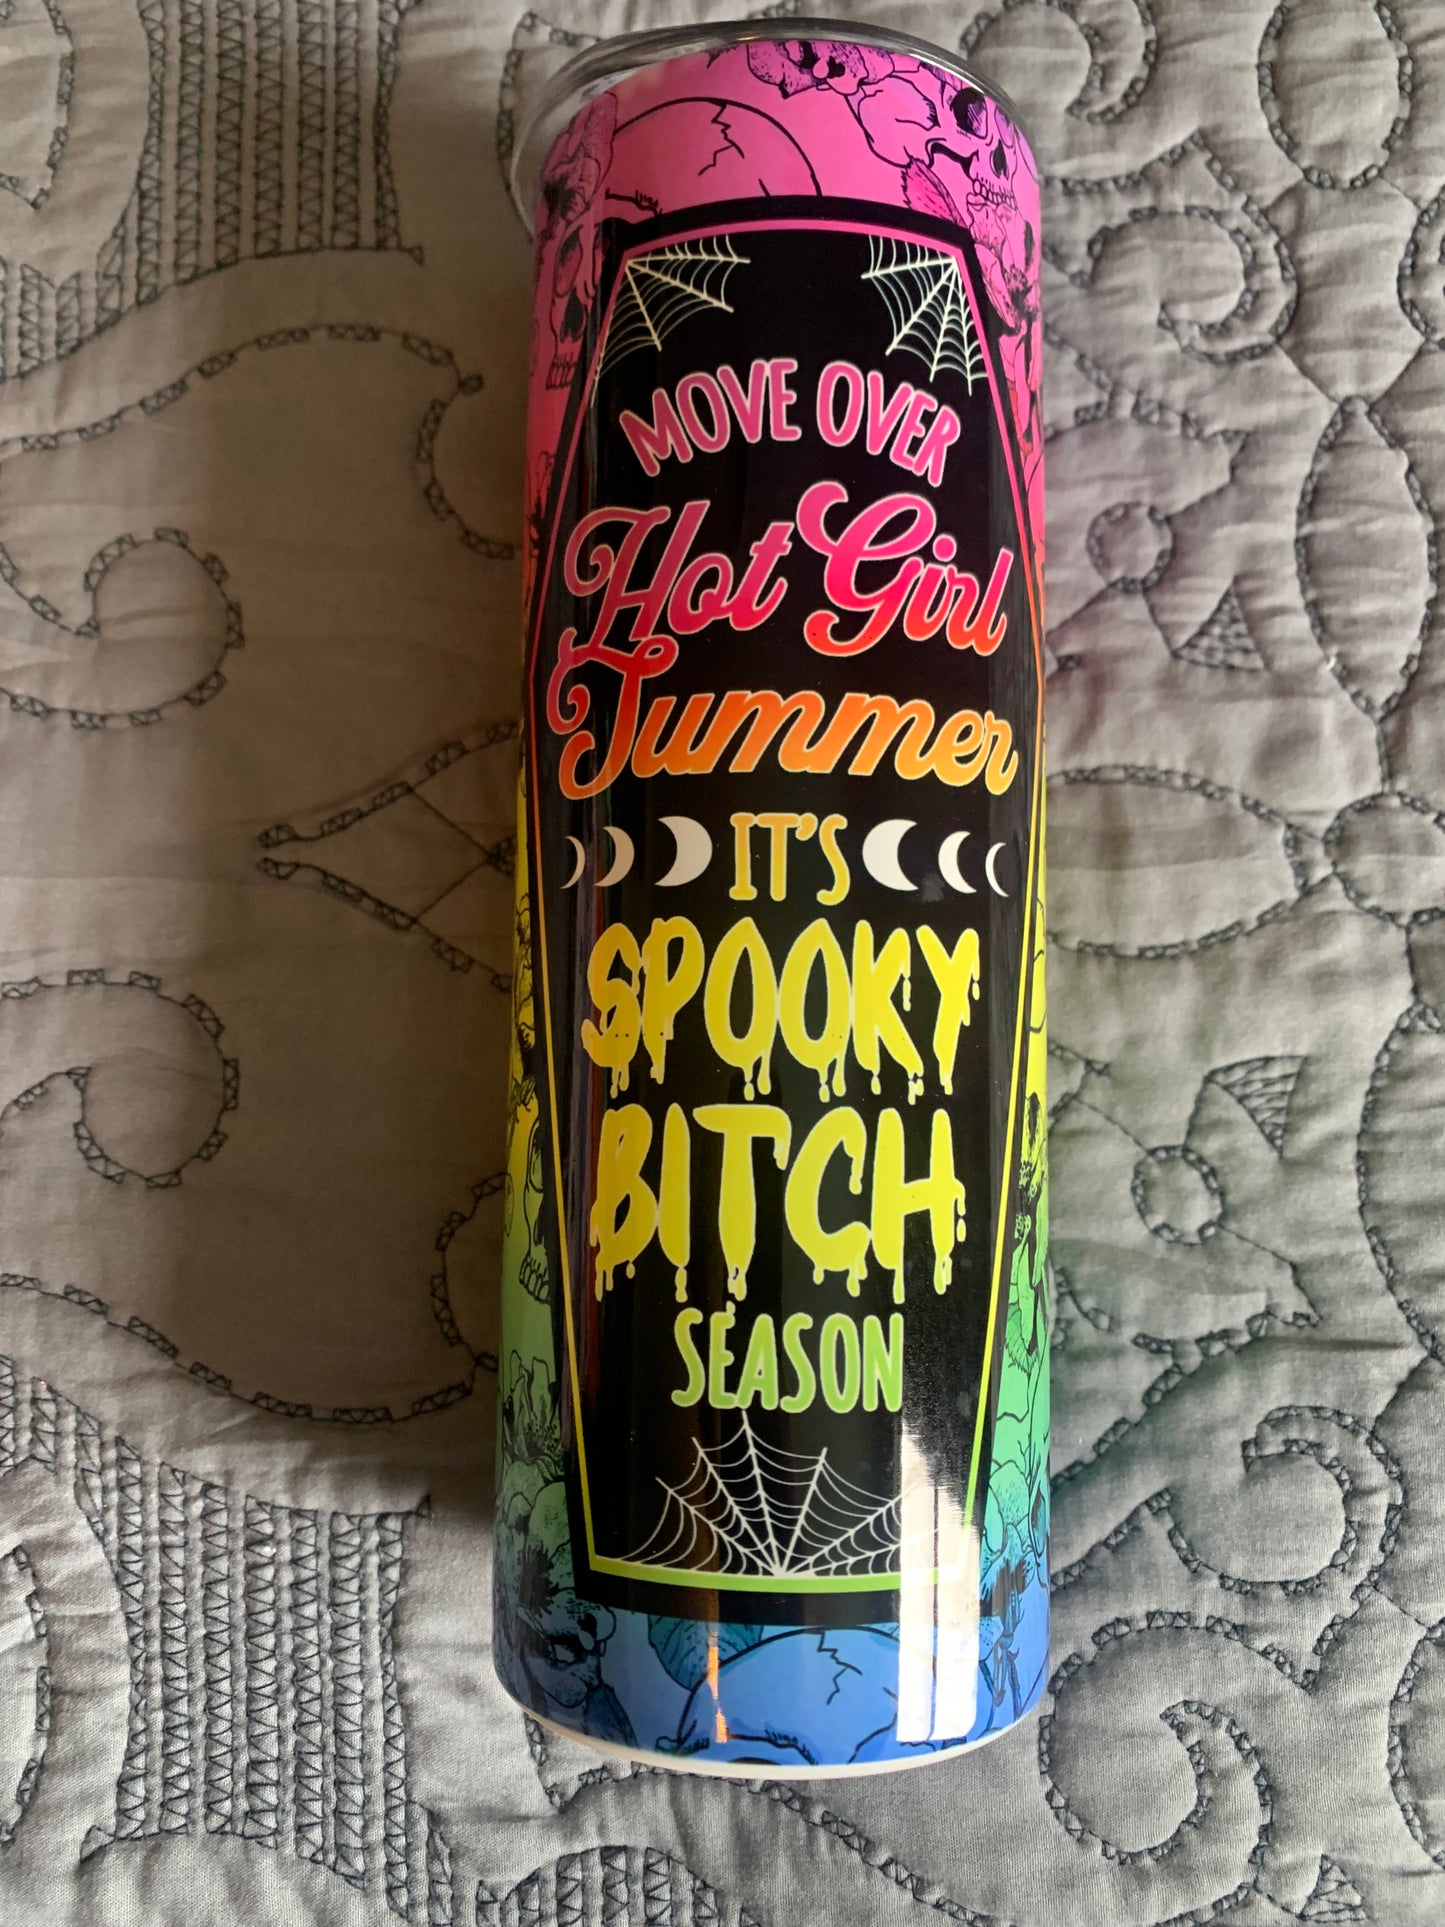 MOVE OVER
Hot Girl
Summer
IT'S
SPOOKY
BITCH
SEASON